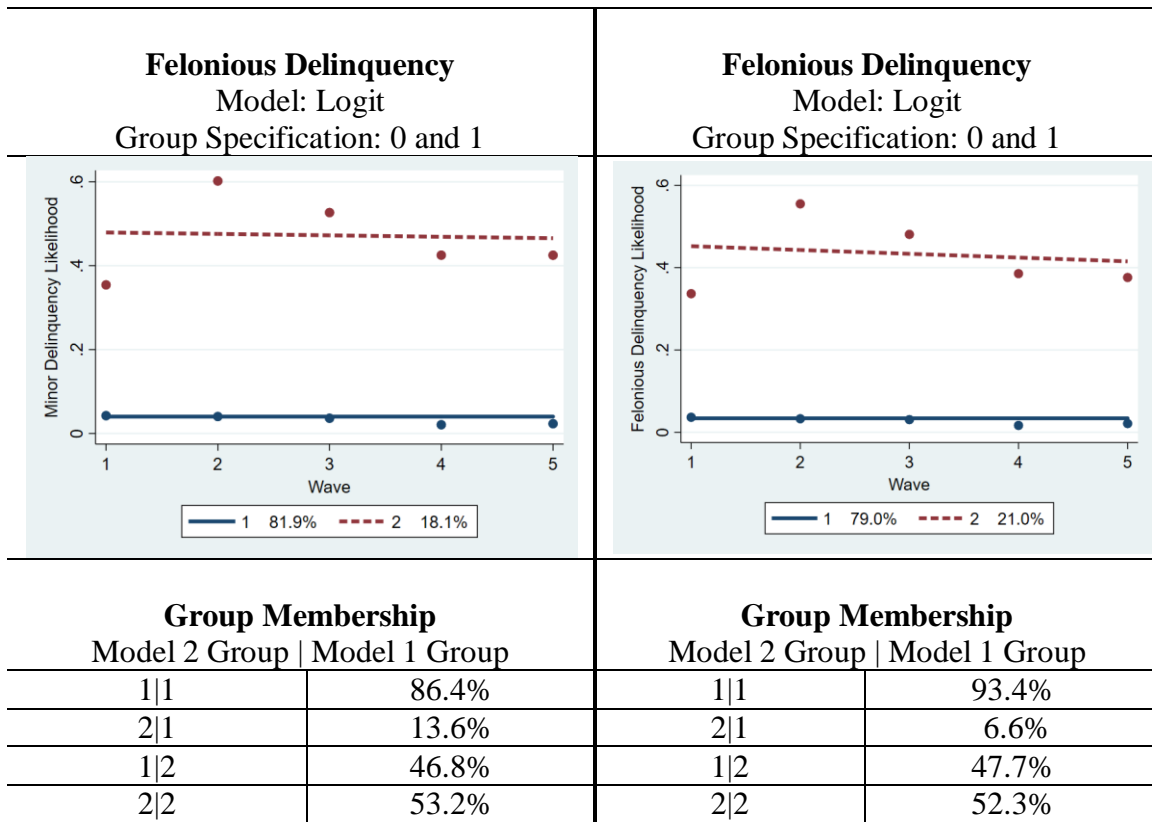 Felonious Delinquency
Model: Logit
Group Specification: 0 and 1
Felonious Delinquency
Model: Logit
Group Specification: 0 and 1
Minor Delinquency Likelihood
.6
.4
.2
0
1 2 3 4 5
Wave
1 81.9% 2 18.1%
Felonious Delinquency Likelihood
.6
.4
.2
0
1 2 3 4 5
Wave
1 79.0% 2 21.0%
Group Membership
Model 2 Group | Model 1 Group
Group Membership
Model 2 Group | Model 1 Group
1|1 86.4% 1|1 93.4%
2|1 13.6% 2|1 6.6%
1|2 46.8% 1|2 47.7%
2|2 53.2% 2|2 52.3%